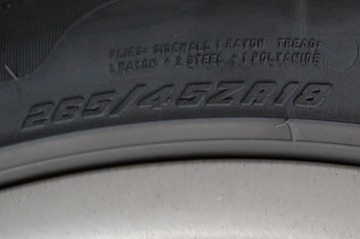 PLIES: SIDEWALL 1 RAYON TREAD:
1 RAYON + 2 STEEL + 1 POLYAMIDE
265/45ZR18